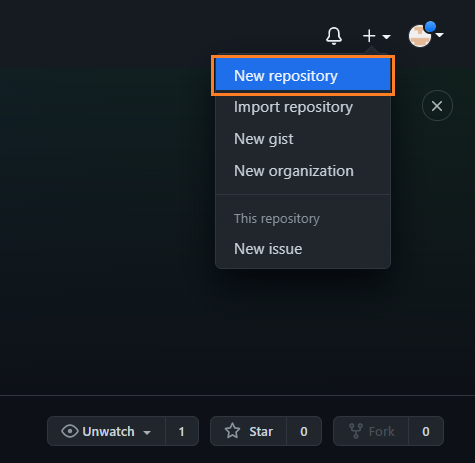 New repository
Import repository
New gist
New organization
This repository
New issue
Unwatch 1 Star 0 Fork 0